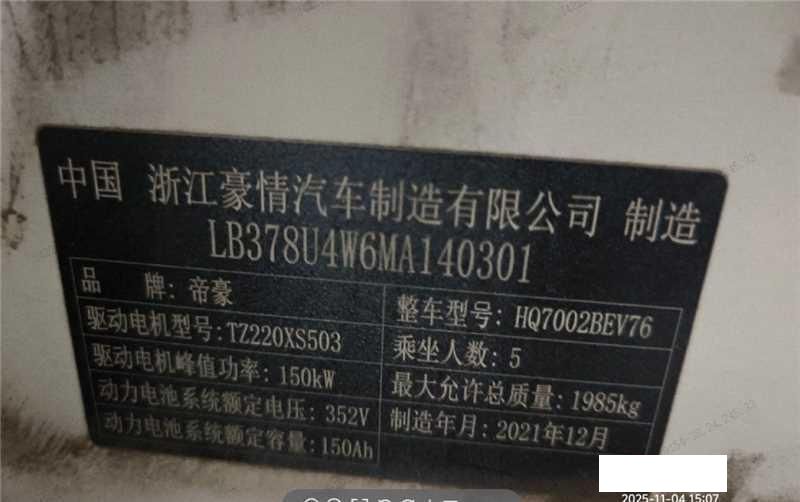 中国 浙江豪情汽车制造有限公司 制造
LB378U4W6MA140301
品 牌: 帝豪
整车型号: HQ7002BEV76
驱动电机型号: TZ220XS503
乘坐人数: 5
驱动电机峰值功率: 150kW
最大允许总质量: 1985kg
动力电池系统额定电压: 352V
制造年月: 2021年12月
动力电池系统额定容量: 150Ah
2025-11-04 15:07